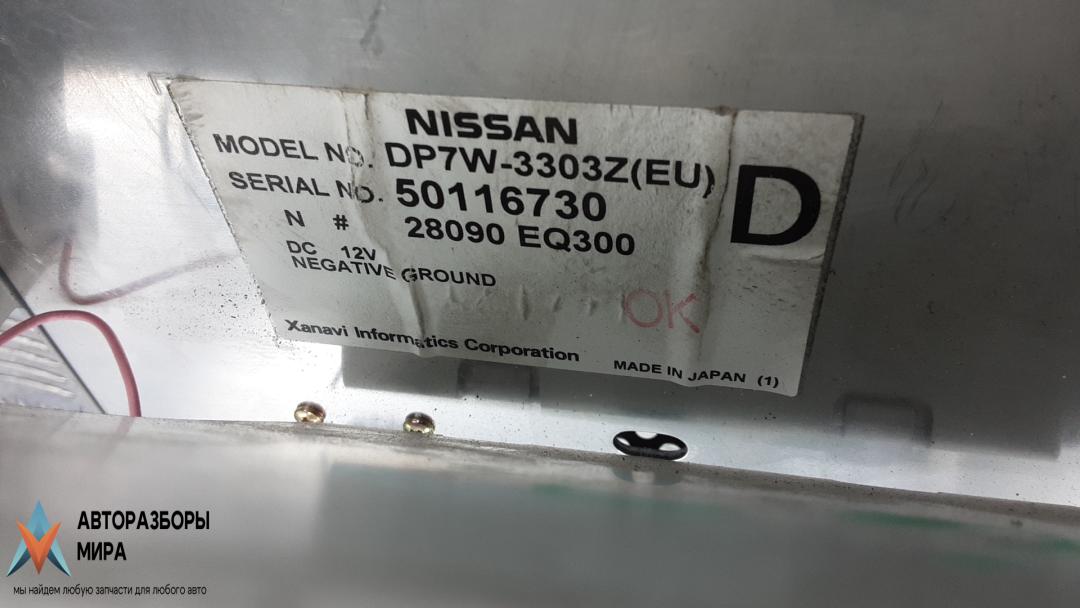 NISSAN
MODEL NO. DP7W-3303Z(EU)
D
SERIAL NO. 50116730
N # 28090 EQ300
DC 12V
NEGATIVE GROUND
OK
Xanavi Informatics Corporation
MADE IN JAPAN (1)
АВТОРАЗБОРЫ
МИРА
мы найдем любую запчасти для любого авто